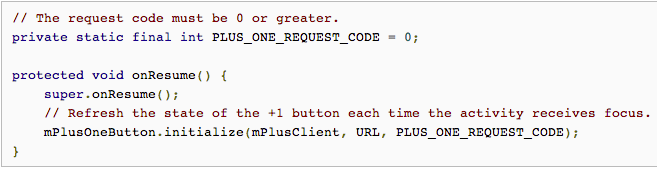 // The request code must be 0 or greater.
private static final int PLUS_ONE_REQUEST_CODE = 0;
protected void onResume() {
super.onResume();
// Refresh the state of the +1 button each time the activity receives focus.
mPlusOneButton.initialize(mPlusClient, URL, PLUS_ONE_REQUEST_CODE);
}